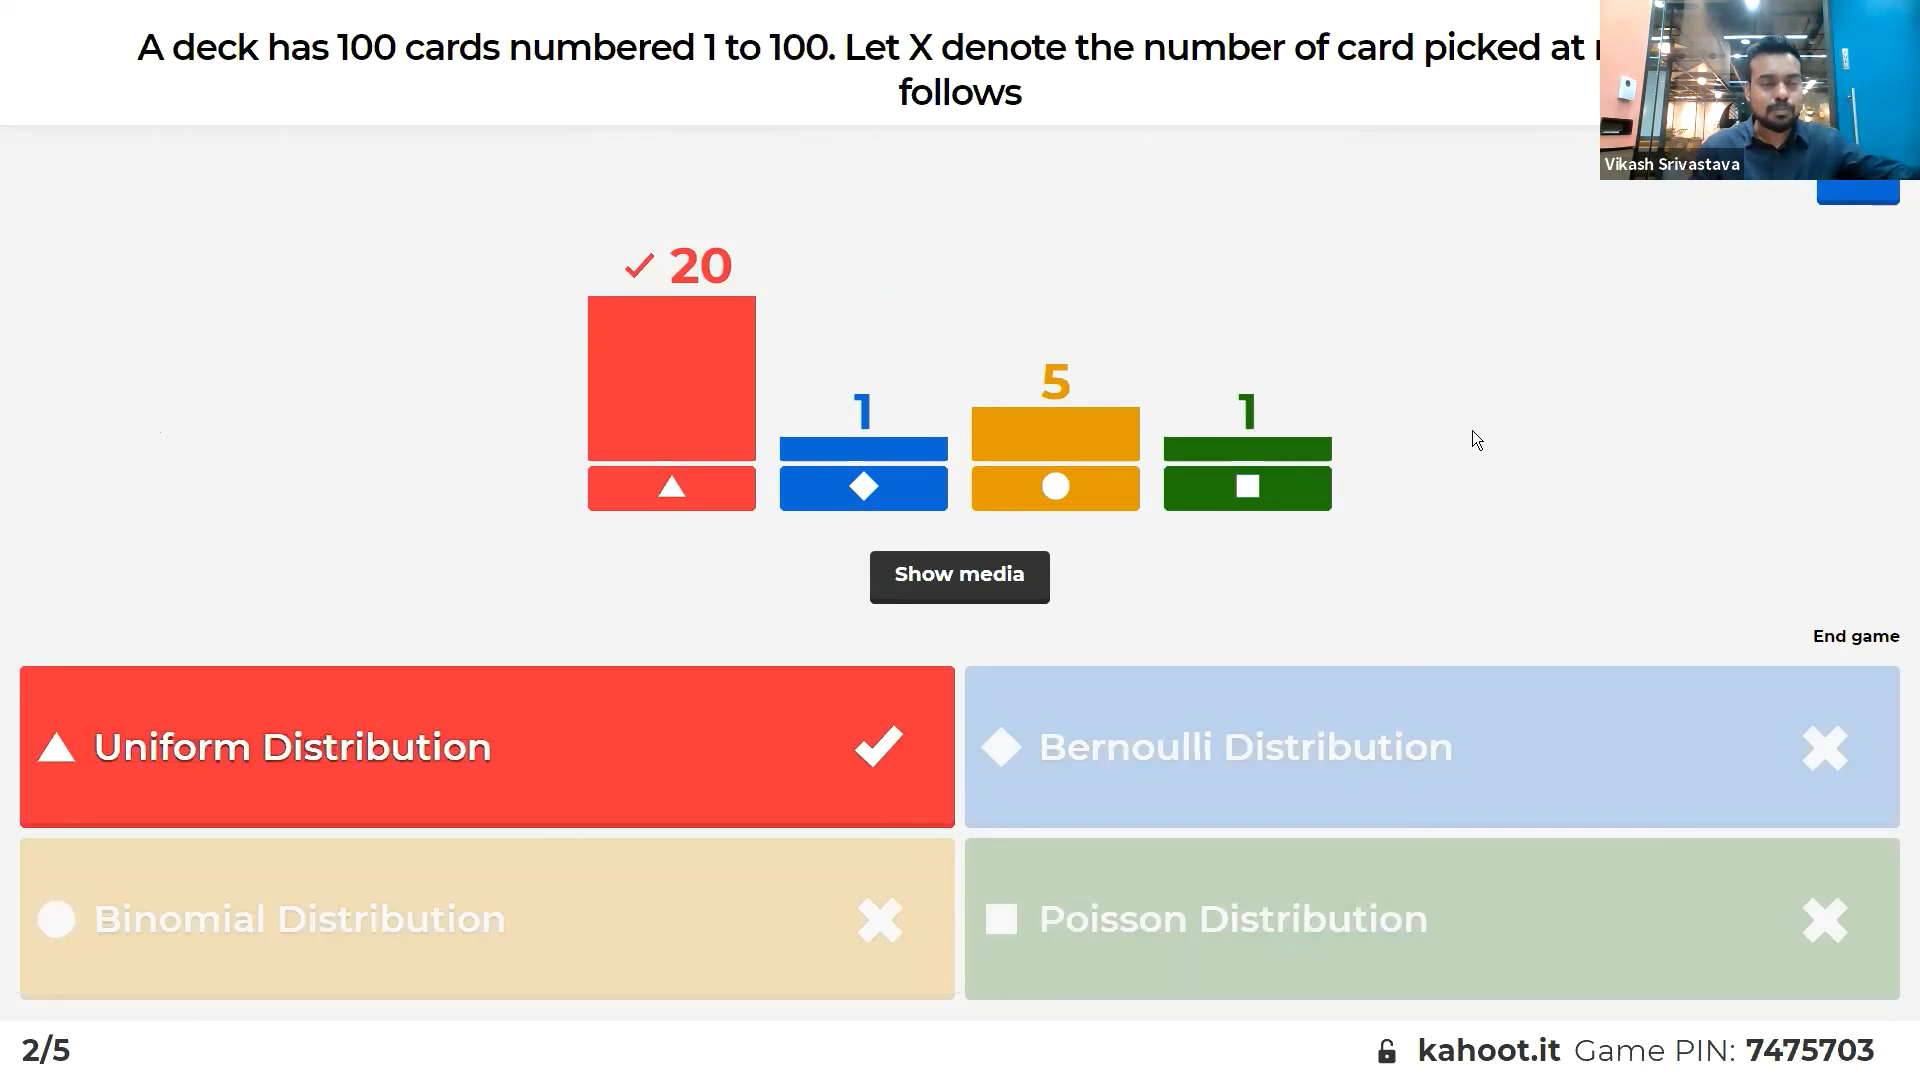 A deck has 100 cards numbered 1 to 100. Let X denote the number of card picked at
follows
Vikash Srivastava
20
1
5
1
Show media
End game
Uniform Distribution
Bernoulli Distribution
Binomial Distribution
Poisson Distribution
2/5
kahoot.it Game PIN: 7475703